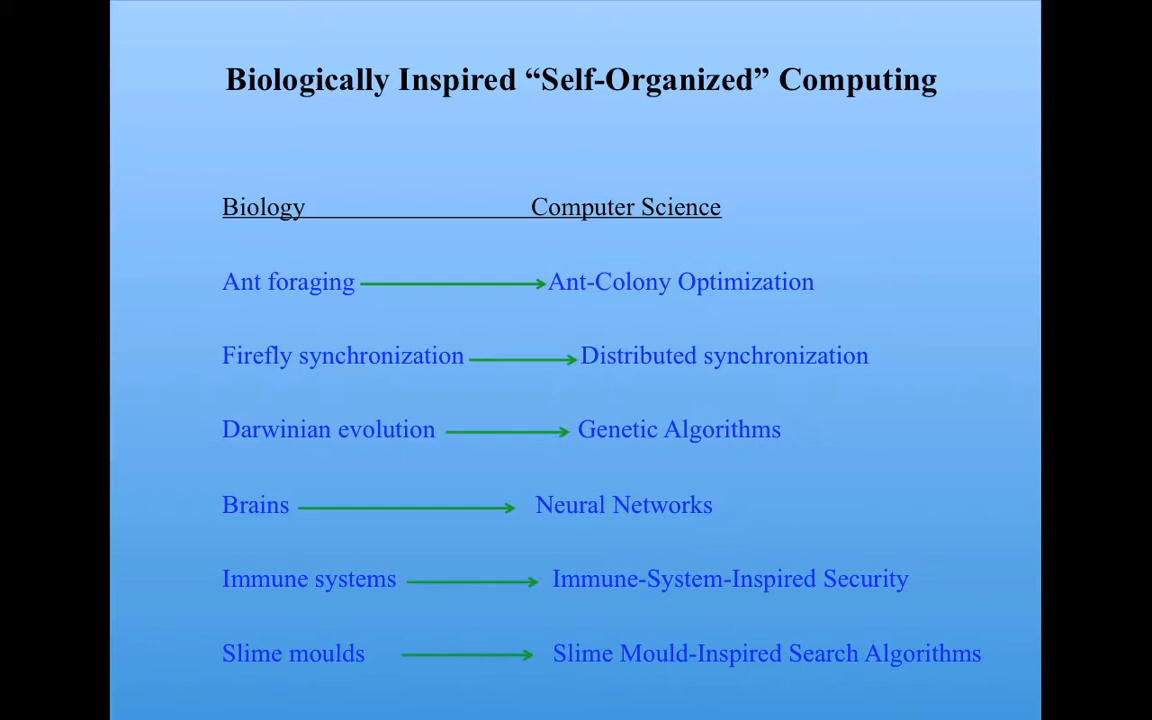 Biologically Inspired “Self-Organized” Computing
Biology Computer Science
Ant foraging Ant-Colony Optimization
Firefly synchronization Distributed synchronization
Darwinian evolution Genetic Algorithms
Brains Neural Networks
Immune systems Immune-System-Inspired Security
Slime moulds Slime Mould-Inspired Search Algorithms